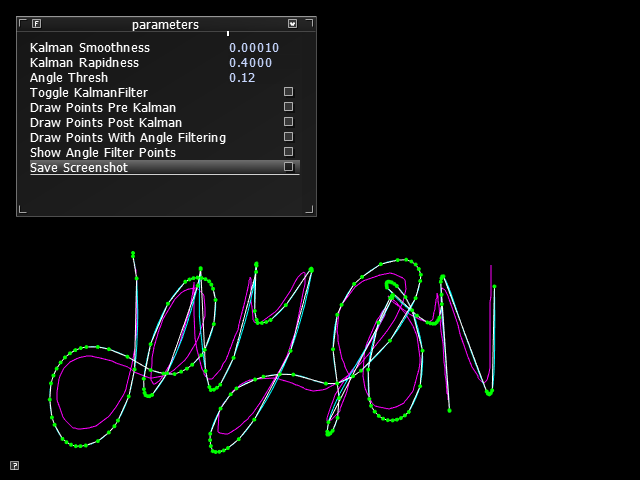 parameters
Kalman Smoothness 0.00010
Kalman Rapidness 0.4000
Angle Thresh 0.12
Toggle KalmanFilter
Draw Points Pre Kalman
Draw Points Post Kalman
Draw Points With Angle Filtering
Show Angle Filter Points
Save Screenshot
?